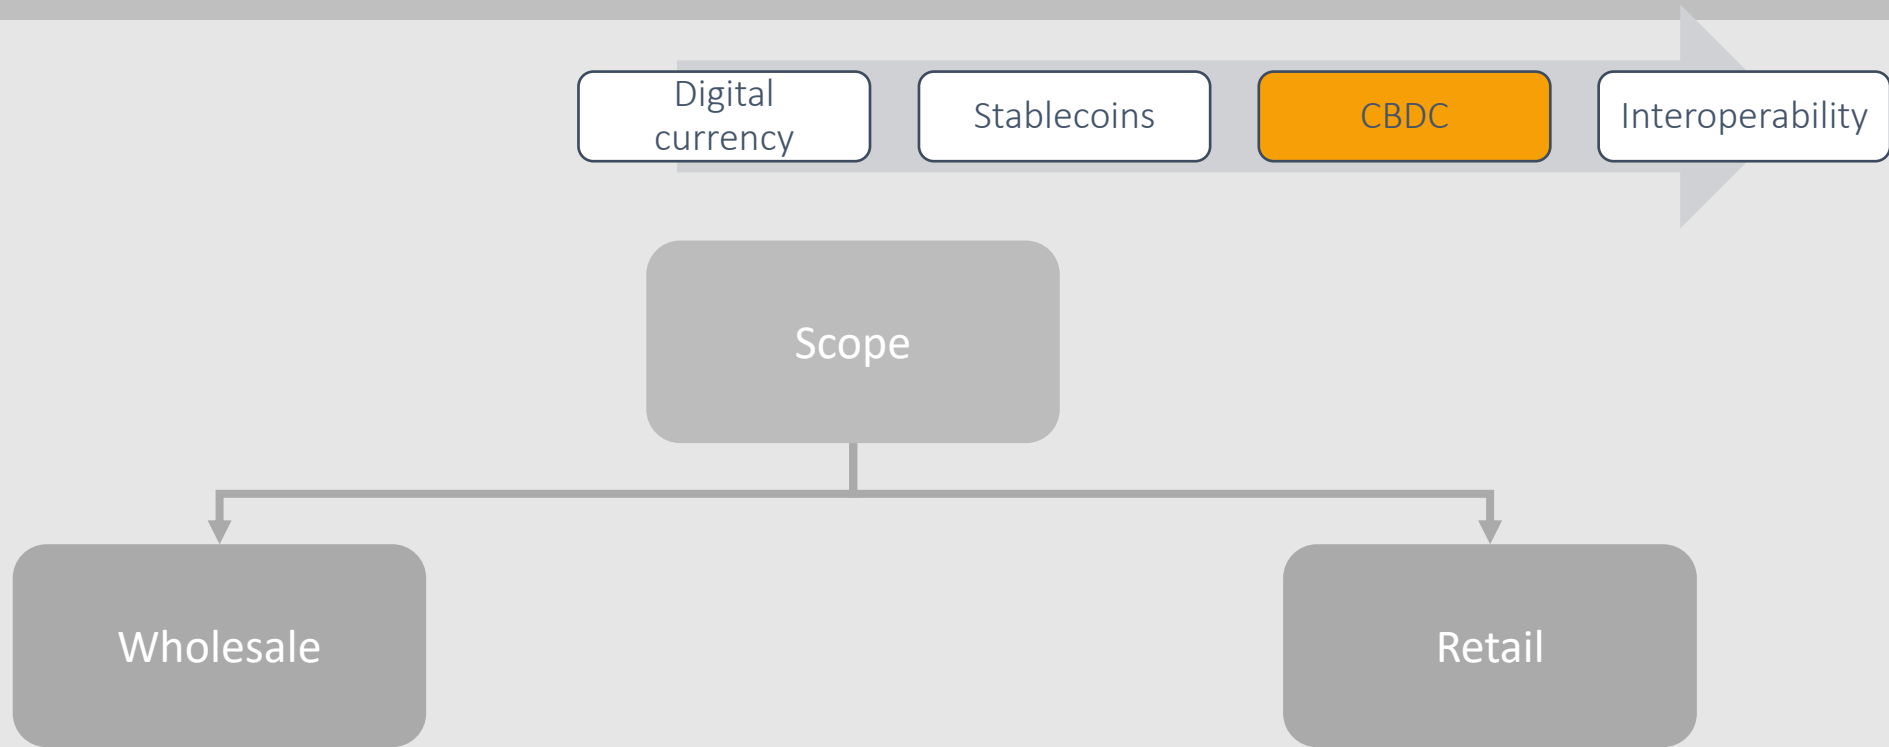 Digital
currency
Stablecoins
CBDC
Interoperability
Scope
Wholesale
Retail